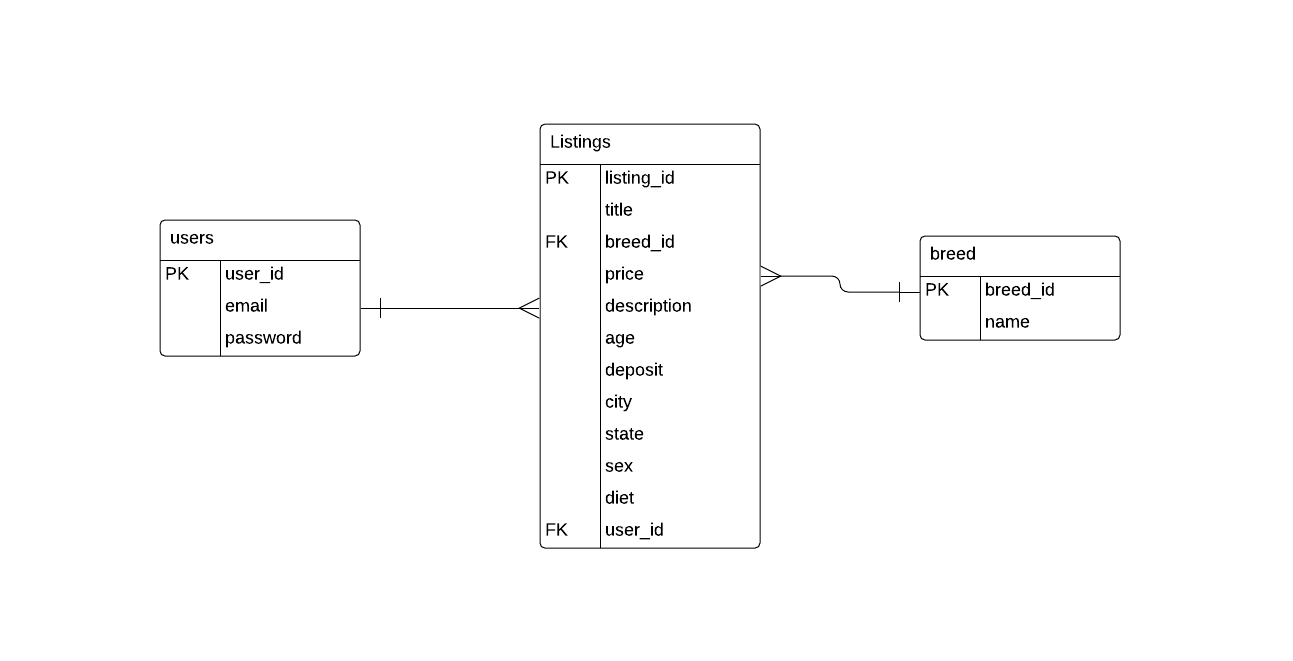 users
PK user_id
email
password
Listings
PK listing_id
title
FK breed_id
price
description
age
deposit
city
state
sex
diet
FK user_id
breed
PK breed_id
name